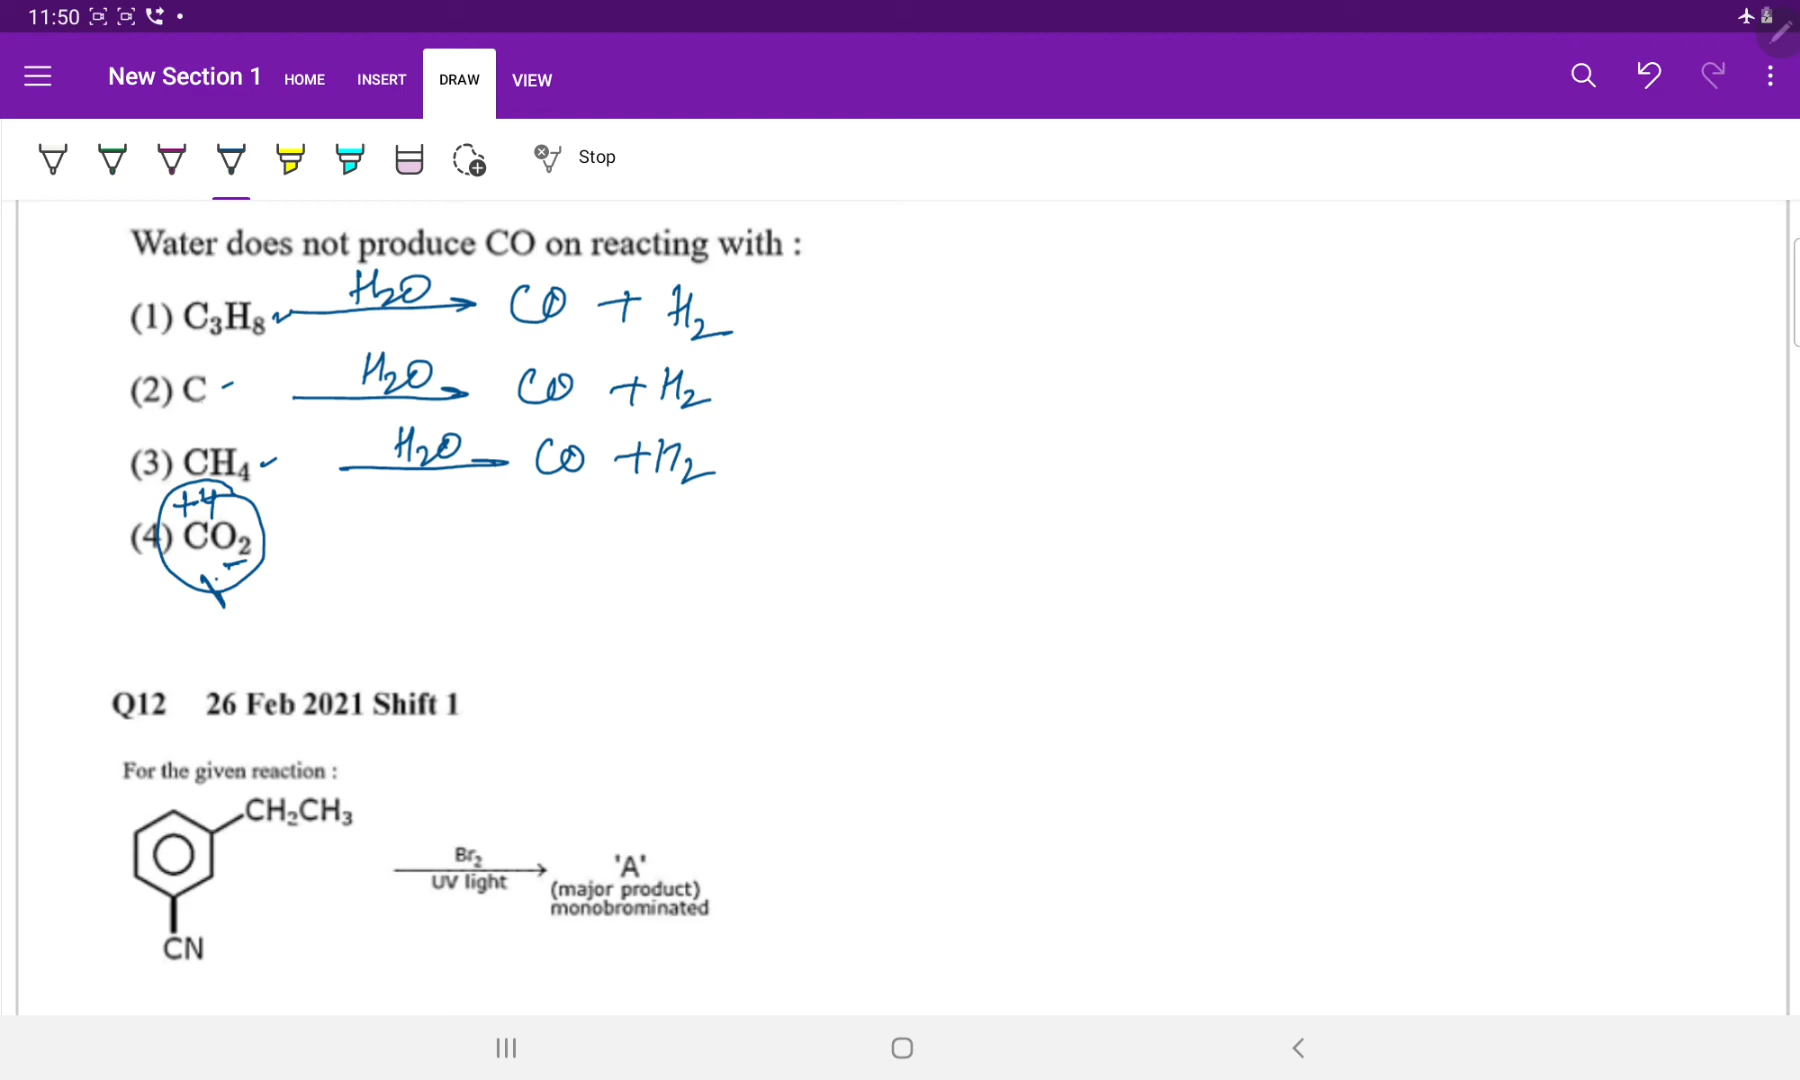 11:50
New Section 1 HOME INSERT DRAW VIEW
Stop
Water does not produce CO on reacting with :
(1) C₃H₈ H₂O → CO + H₂
(2) C H₂O → CO + H₂
(3) CH₄ H₂O CO + H₂
+4
(4) CO₂
Q12 26 Feb 2021 Shift 1
For the given reaction :
CH₂CH₃
Br₂
UV light
'A'
(major product)
monobrominated
CN